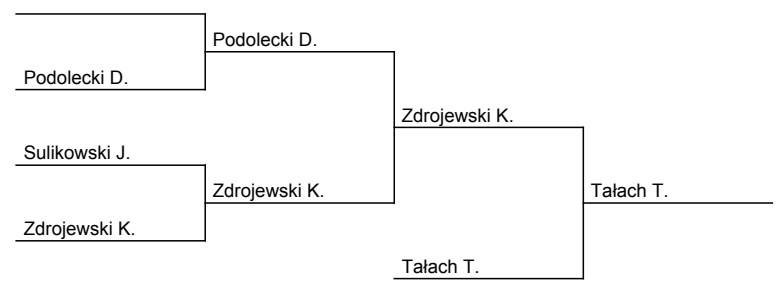 Podolecki D.
Podolecki D.
Zdrojewski K.
Sulikowski J.
Zdrojewski K.
Tałach T.
Zdrojewski K.
Tałach T.